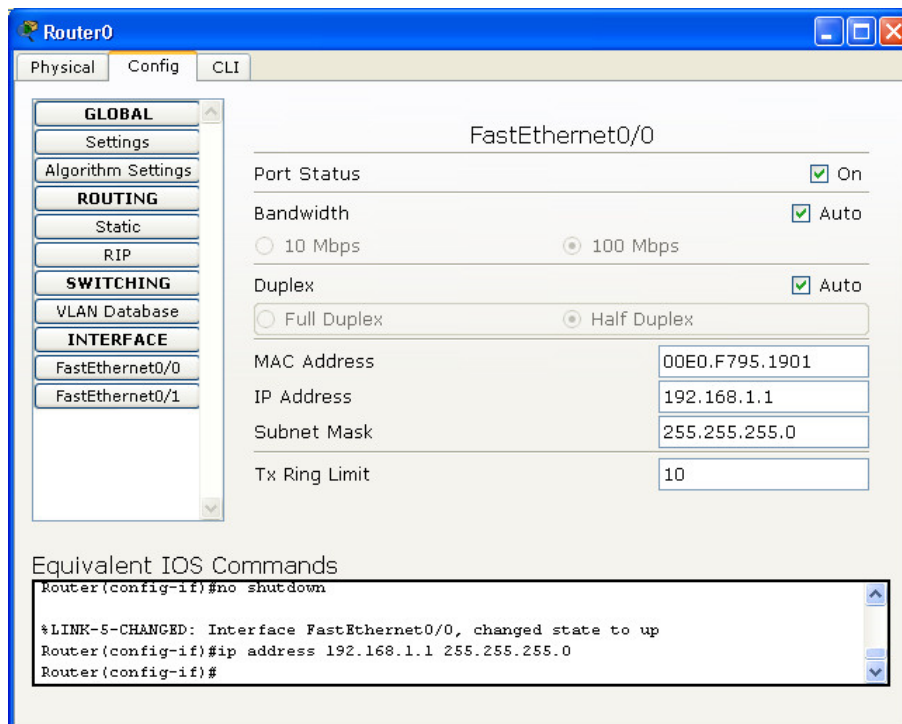 Router0
Physical Config CLI
GLOBAL
Settings
Algorithm Settings
ROUTING
Static
RIP
SWITCHING
VLAN Database
INTERFACE
FastEthernet0/0
FastEthernet0/1
FastEthernet0/0
Port Status On
Bandwidth Auto
10 Mbps 100 Mbps
Duplex Auto
Full Duplex Half Duplex
MAC Address 00E0.F795.1901
IP Address 192.168.1.1
Subnet Mask 255.255.255.0
Tx Ring Limit 10
Equivalent IOS Commands
Router(config-if)#no shutdown
%LINK-5-CHANGED: Interface FastEthernet0/0, changed state to up
Router(config-if)#ip address 192.168.1.1 255.255.255.0
Router(config-if)#